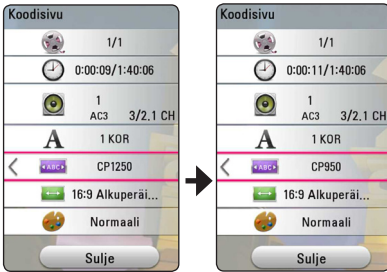 Koodisivu
1/1
0:00:09/1:40:06
1
AC3 3/2.1 CH
A 1 KOR
ABC CP1250
16:9 Alkuperäi...
Normaali
Sulje
Koodisivu
1/1
0:00:11/1:40:06
1
AC3 3/2.1 CH
A 1 KOR
ABC CP950
16:9 Alkuperäi...
Normaali
Sulje